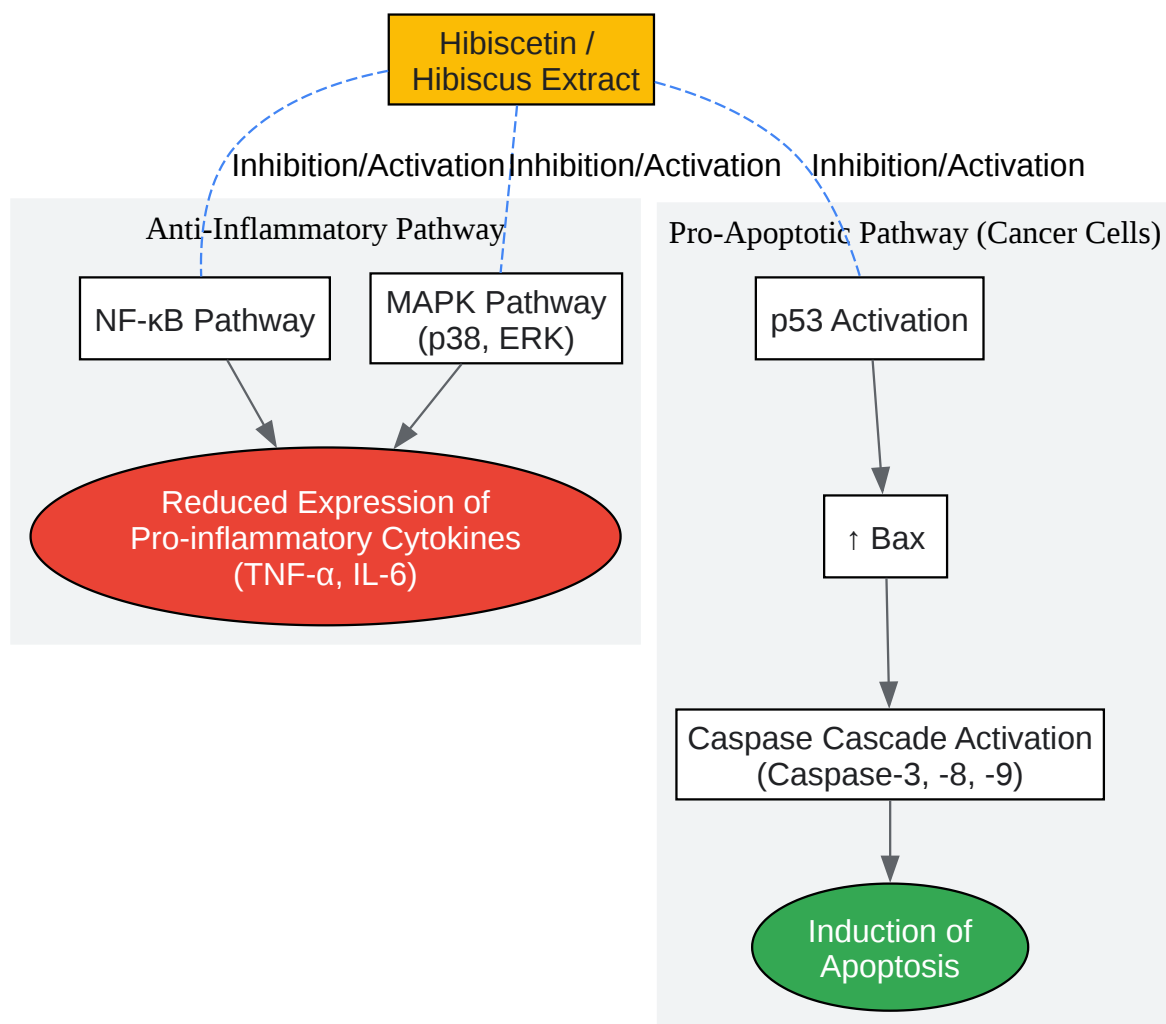 Hibiscetin /
Hibiscus Extract
Inhibition/Activation
Inhibition/Activation
Inhibition/Activation
Anti-Inflammatory Pathway
NF-κB Pathway
MAPK Pathway
(p38, ERK)
Reduced Expression of
Pro-inflammatory Cytokines
(TNF-α, IL-6)
Pro-Apoptotic Pathway (Cancer Cells)
p53 Activation
↑ Bax
Caspase Cascade Activation
(Caspase-3, -8, -9)
Induction of
Apoptosis